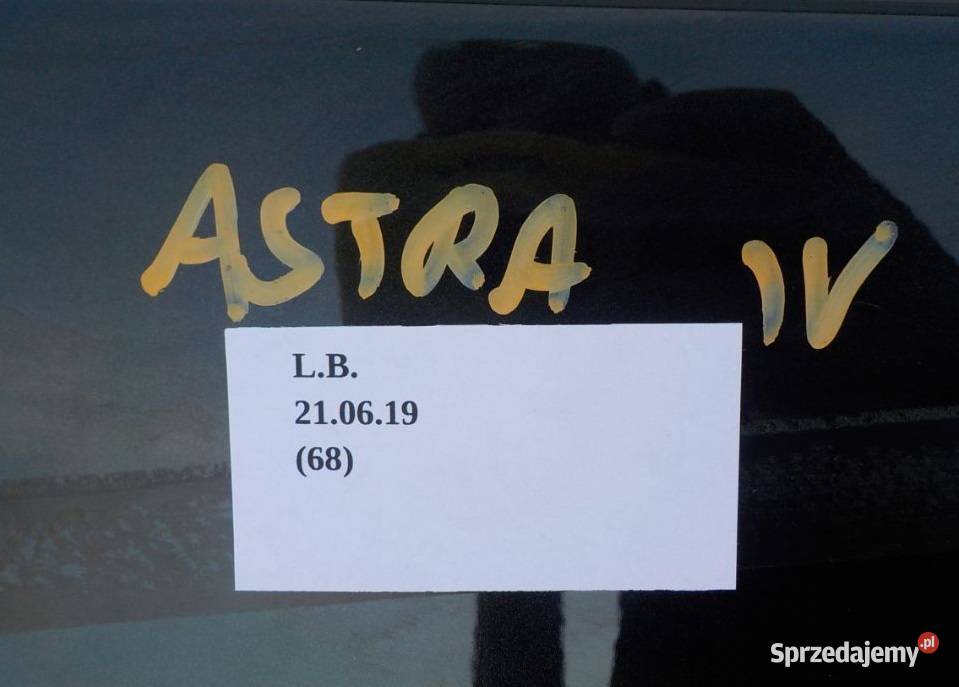 ASTRA IV
L.B.
21.06.19
(68)
Sprzedajemy.pl